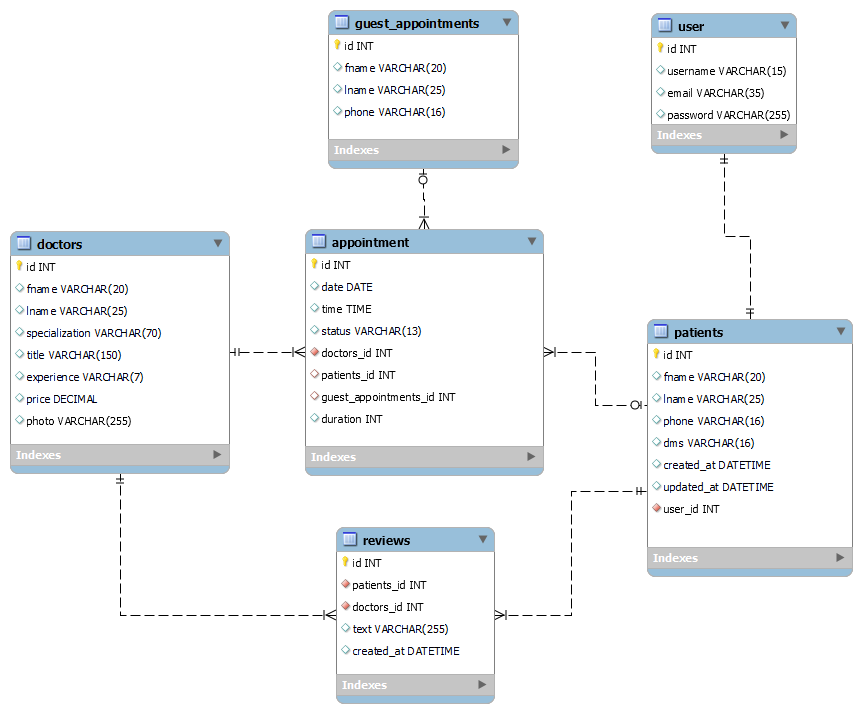 guest_appointments
id INT
fname VARCHAR(20)
lname VARCHAR(25)
phone VARCHAR(16)
Indexes
user
id INT
username VARCHAR(15)
email VARCHAR(35)
password VARCHAR(255)
Indexes
doctors
id INT
fname VARCHAR(20)
lname VARCHAR(25)
specialization VARCHAR(70)
title VARCHAR(150)
experience VARCHAR(7)
price DECIMAL
photo VARCHAR(255)
Indexes
appointment
id INT
date DATE
time TIME
status VARCHAR(13)
doctors_id INT
patients_id INT
guest_appointments_id INT
duration INT
Indexes
patients
id INT
fname VARCHAR(20)
lname VARCHAR(25)
phone VARCHAR(16)
dms VARCHAR(16)
created_at DATETIME
updated_at DATETIME
user_id INT
Indexes
reviews
id INT
patients_id INT
doctors_id INT
text VARCHAR(255)
created_at DATETIME
Indexes